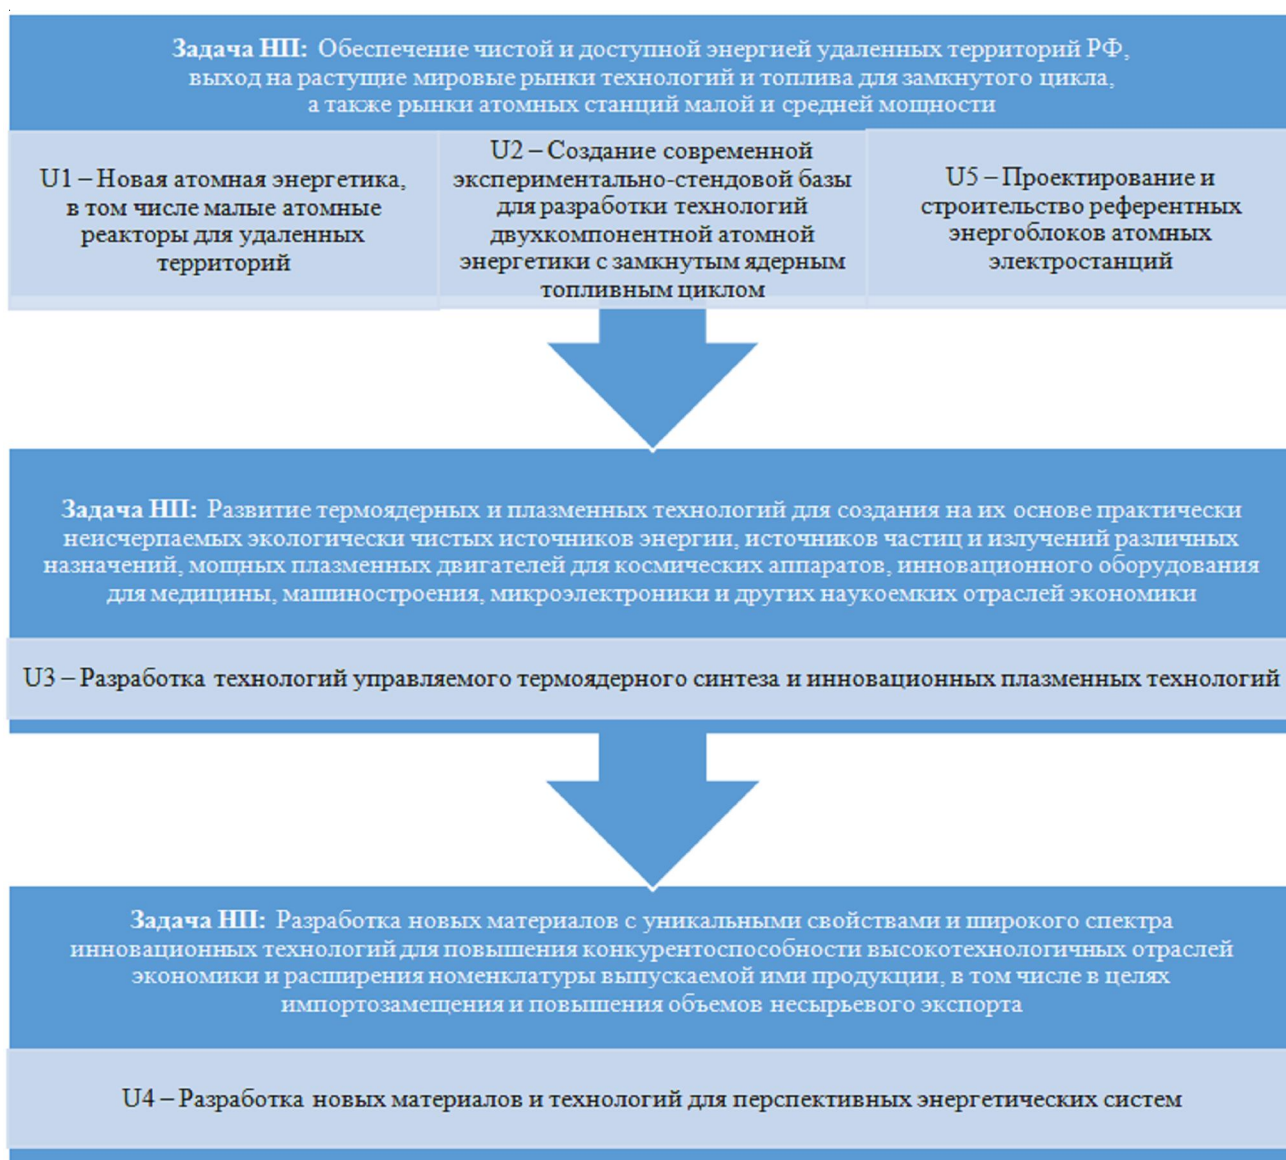 Задача НП: Обеспечение чистой и доступной энергией удаленных территорий РФ,
выход на растущие мировые рынки технологий и топлива для замкнутого цикла,
а также рынки атомных станций малой и средней мощности
U1 – Новая атомная энергетика,
в том числе малые атомные
реакторы для удаленных
территорий
U2 – Создание современной
экспериментально-стендовой базы
для разработки технологий
двухкомпонентной атомной
энергетики с замкнутым ядерным
топливным циклом
U5 – Проектирование и
строительство референтных
энергоблоков атомных
электростанций
Задача НП: Развитие термоядерных и плазменных технологий для создания на их основе практически
неисчерпаемых экологически чистых источников энергии, источников частиц и излучений различных
назначений, мощных плазменных двигателей для космических аппаратов, инновационного оборудования
для медицины, машиностроения, микроэлектроники и других наукоемких отраслей экономики
U3 – Разработка технологий управляемого термоядерного синтеза и инновационных плазменных технологий
Задача НП: Разработка новых материалов с уникальными свойствами и широкого спектра
инновационных технологий для повышения конкурентоспособности высокотехнологичных отраслей
экономики и расширения номенклатуры выпускаемой ими продукции, в том числе в целях
импортозамещения и повышения объемов несырьевого экспорта
U4 – Разработка новых материалов и технологий для перспективных энергетических систем